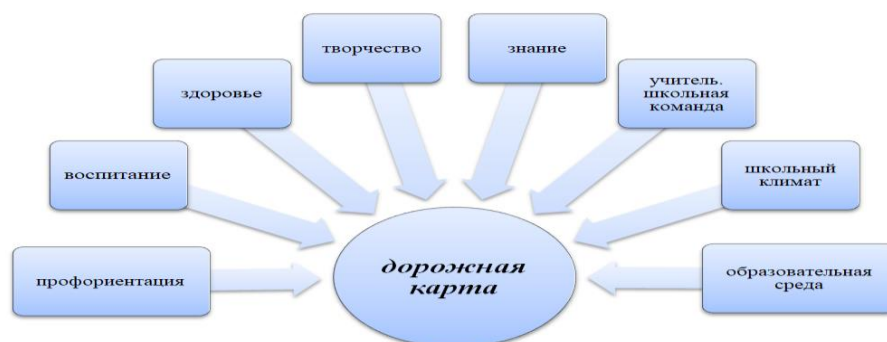 творчество
знание
здоровье
учитель.
школьная
команда
воспитание
школьный
климат
профориентация
дорожная
карта
образовательная
среда